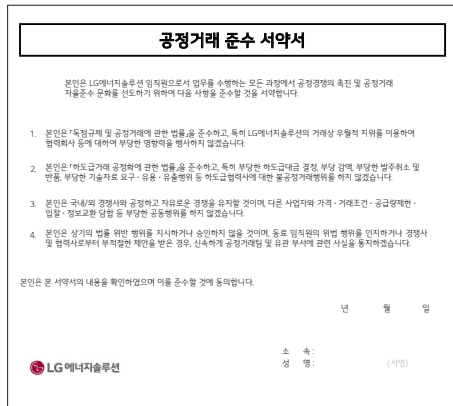 공정거래 준수 서약서
본인은 LG에너지솔루션 임직원으로서 업무를 수행하는 모든 과정에서 공정경쟁의 촉진 및 공정거래
자율준수 문화를 선도하기 위하여 다음 사항을 준수할 것을 서약합니다.
1. 본인은 「독점규제 및 공정거래에 관한 법률」을 준수하고, 특히 LG에너지솔루션의 거래상 우월적 지위를 이용하여
협력회사 등에 대하여 부당한 영향력을 행사하지 않겠습니다.
2. 본인은 「하도급거래 공정화에 관한 법률」을 준수하고, 특히 부당한 하도급대금 결정, 부당 감액, 부당한 발주취소 및
반품, 부당한 기술자료 요구 · 유용 · 유출행위 등 하도급협력사에 대한 불공정거래행위를 하지 않겠습니다.
3. 본인은 국내/외 경쟁사와 공정하고 자유로운 경쟁을 유지할 것이며, 다른 사업자와 가격 · 거래조건 · 공급량제한 ·
입찰 · 정보교환 담합 등 부당한 공동행위를 하지 않겠습니다.
4. 본인은 상기의 법률 위반 행위를 지시하거나 승인하지 않을 것이며, 동료 임직원의 위법 행위를 인지하거나 경쟁사
및 협력사로부터 부적절한 제안을 받은 경우, 신속하게 공정거래팀 및 유관 부서에 관련 사실을 통지하겠습니다.
본인은 본 서약서의 내용을 확인하였으며 이를 준수할 것에 동의합니다.
년 월 일
소 속:
성 명: (서명)
LG에너지솔루션